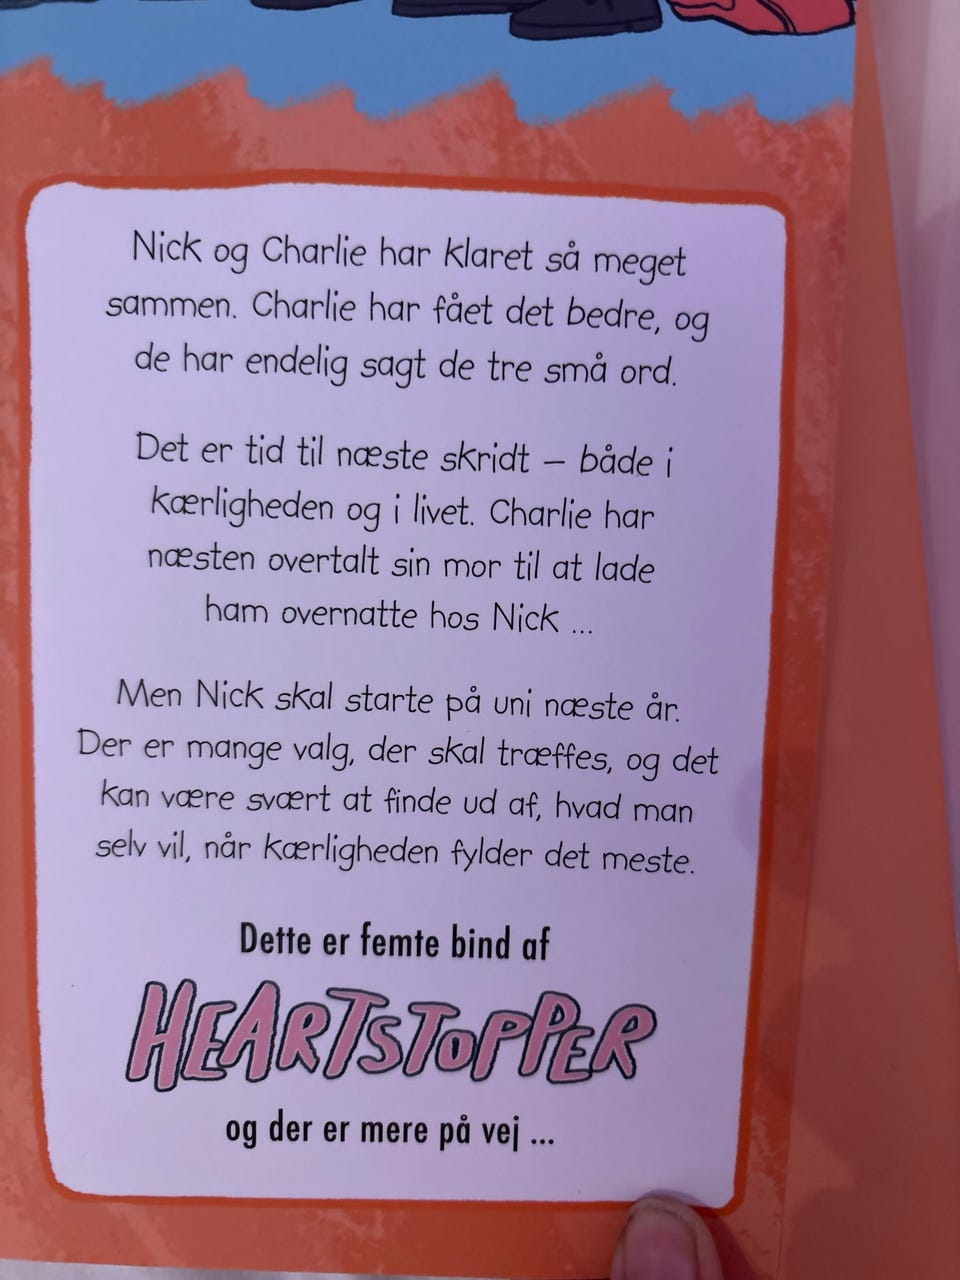 Nick og Charlie har klaret så meget
sammen. Charlie har fået det bedre, og
de har endelig sagt de tre små ord.
Det er tid til næste skridt – både i
kærligheden og i livet. Charlie har
næsten overtalt sin mor til at lade
ham overnatte hos Nick ...
Men Nick skal starte på uni næste år.
Der er mange valg, der skal træffes, og det
kan være svært at finde ud af, hvad man
selv vil, når kærligheden fylder det meste.
Dette er femte bind af
HEARTSTOPPER
og der er mere på vej ...